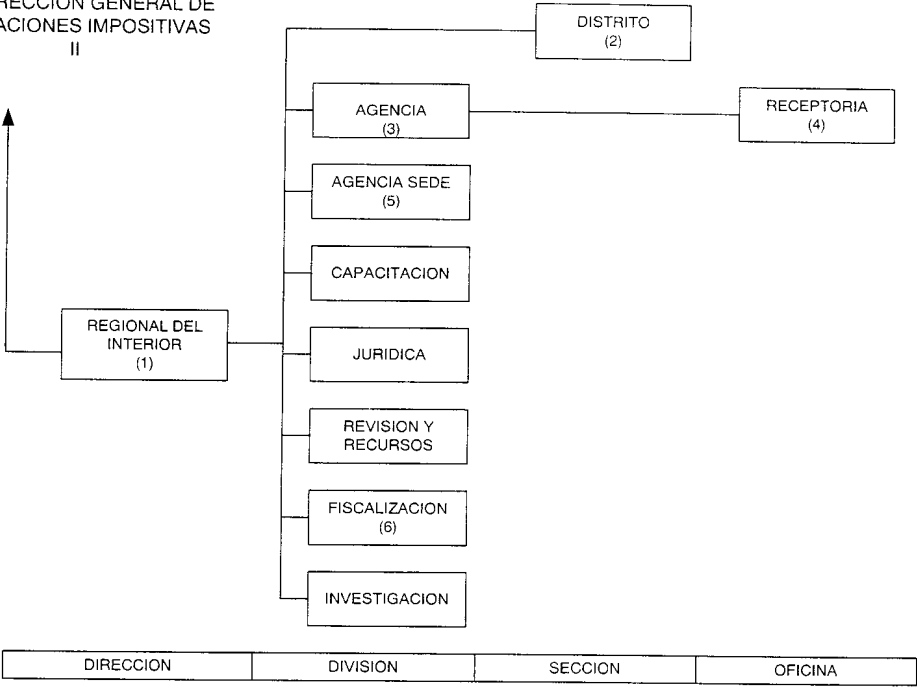 RECCION GENERAL DE
ACIONES IMPOSITIVAS
II
DISTRITO
(2)
AGENCIA
(3)
RECEPTORIA
(4)
AGENCIA SEDE
(5)
CAPACITACION
REGIONAL DEL
INTERIOR
(1)
JURIDICA
REVISION Y
RECURSOS
FISCALIZACION
(6)
INVESTIGACION
DIRECCION DIVISION SECCION OFICINA